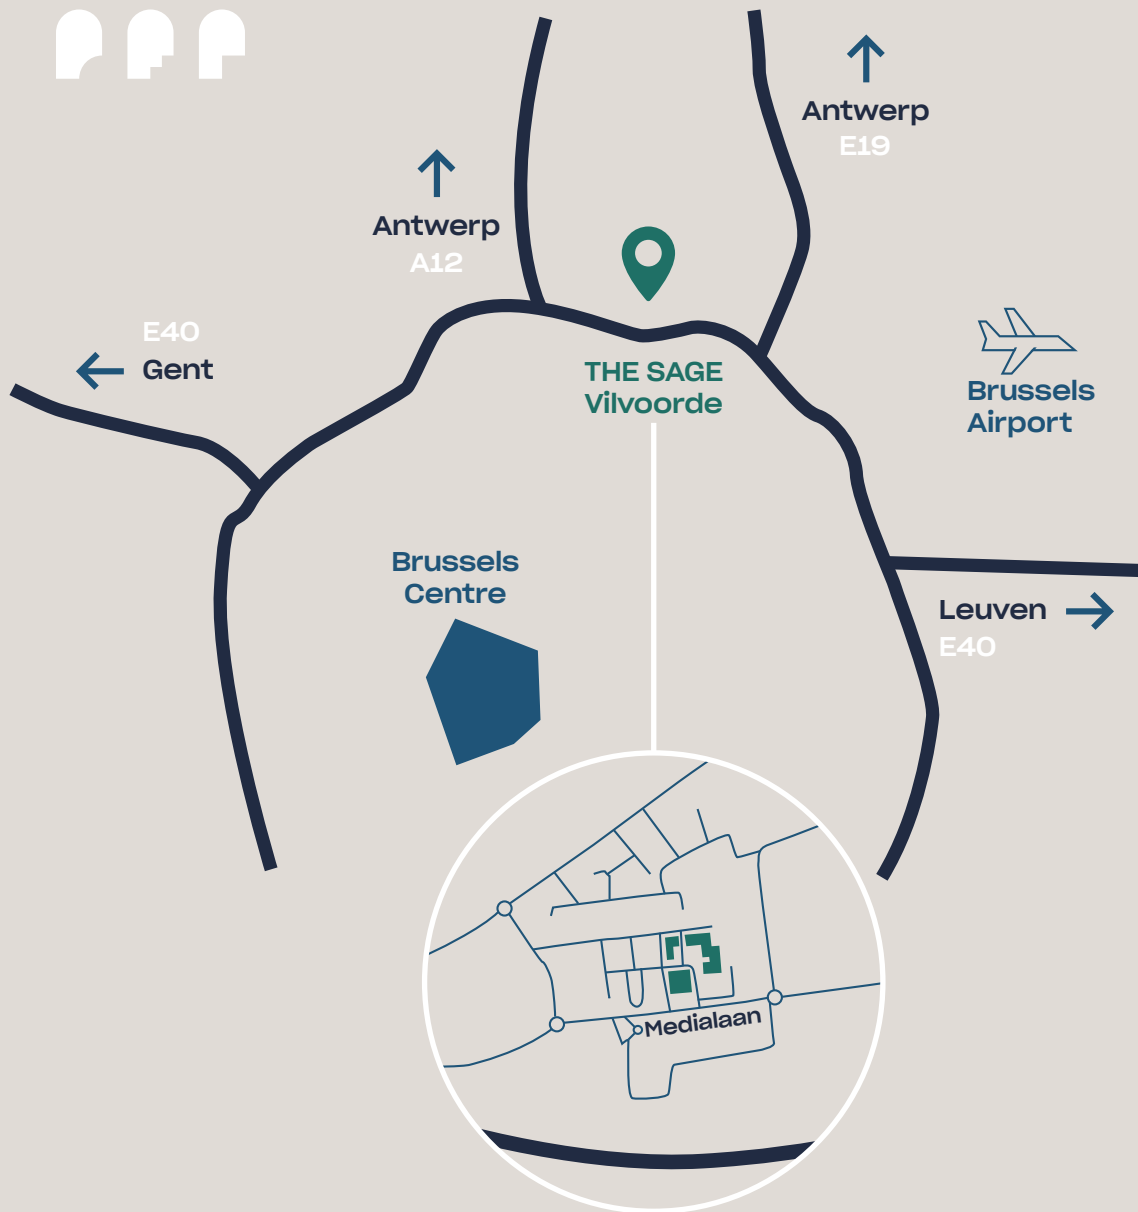 Antwerp
E19
Antwerp
A12
E40
Gent
THE SAGE
Vilvoorde
Brussels
Airport
Brussels
Centre
Leuven
E40
Medialaan